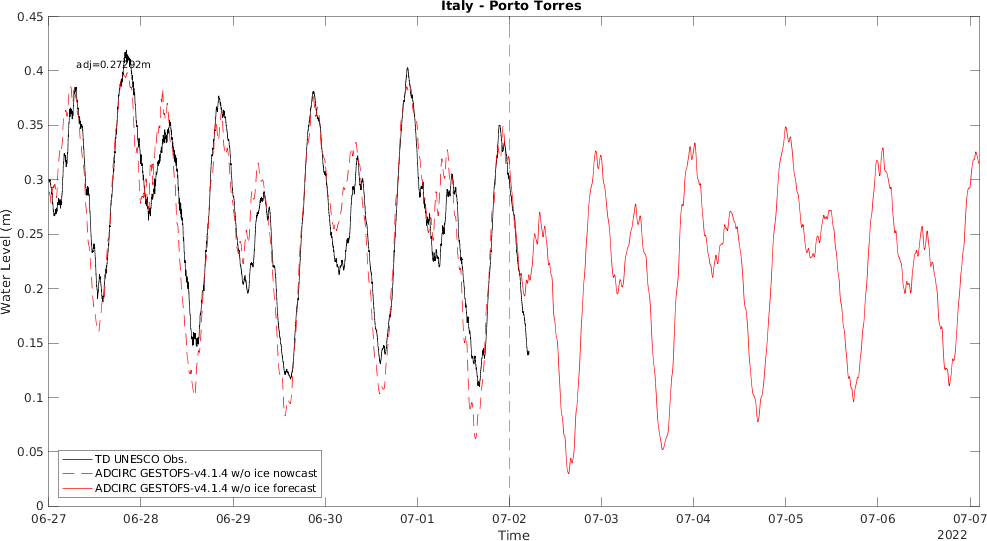 Italy - Porto Torres
Water Level (m)
0.45
0.4
0.35
0.3
0.25
0.2
0.15
0.1
0.05
0
adj=0.27292m
TD UNESCO Obs.
ADCIRC GESTOFS-v4.1.4 w/o ice nowcast
ADCIRC GESTOFS-v4.1.4 w/o ice forecast
06-27 06-28 06-29 06-30 07-01 07-02 07-03 07-04 07-05 07-06 07-07
Time
2022